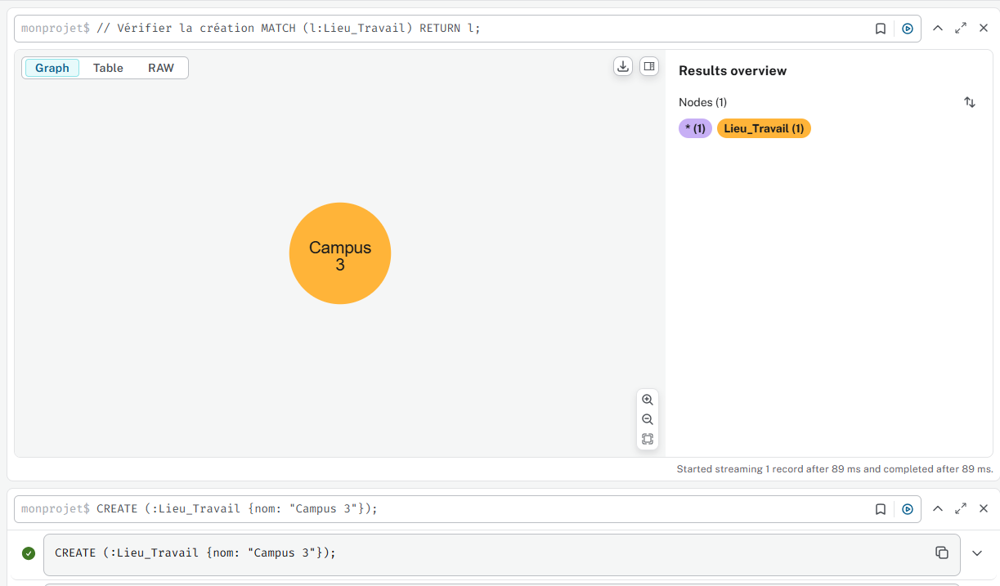 monprojet$ // Vérifier la création MATCH (l:Lieu_Travail) RETURN l;
Graph Table RAW
Results overview
Nodes (1)
* (1) Lieu_Travail (1)
Campus
3
Started streaming 1 record after 89 ms and completed after 89 ms.
monprojet$ CREATE (:Lieu_Travail {nom: "Campus 3"});
CREATE (:Lieu_Travail {nom: "Campus 3"});